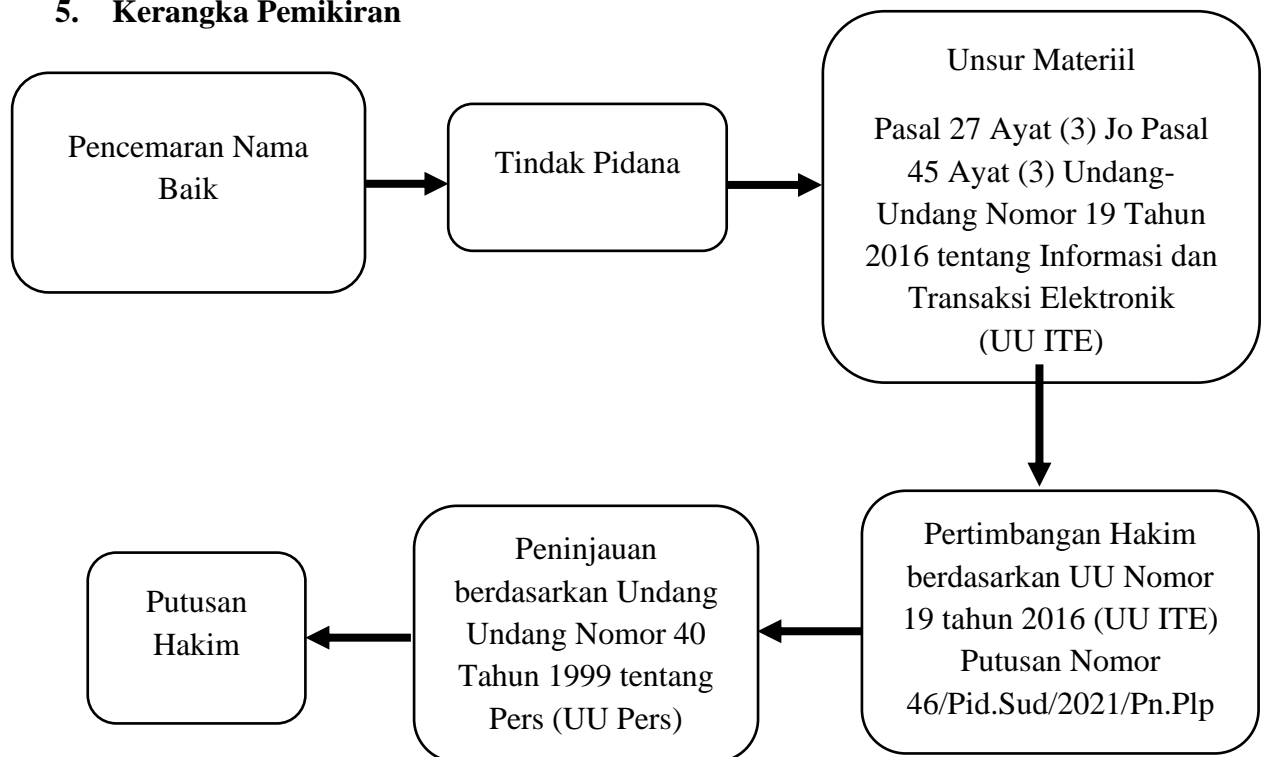 5. Kerangka Pemikiran
Pencemaran Nama
Baik
Tindak Pidana
Unsur Materiil
Pasal 27 Ayat (3) Jo Pasal
45 Ayat (3) Undang-
Undang Nomor 19 Tahun
2016 tentang Informasi dan
Transaksi Elektronik
(UU ITE)
Pertimbangan Hakim
berdasarkan UU Nomor
19 tahun 2016 (UU ITE)
Putusan Nomor
46/Pid.Sud/2021/Pn.Plp
Peninjauan
berdasarkan Undang
Undang Nomor 40
Tahun 1999 tentang
Pers (UU Pers)
Putusan
Hakim